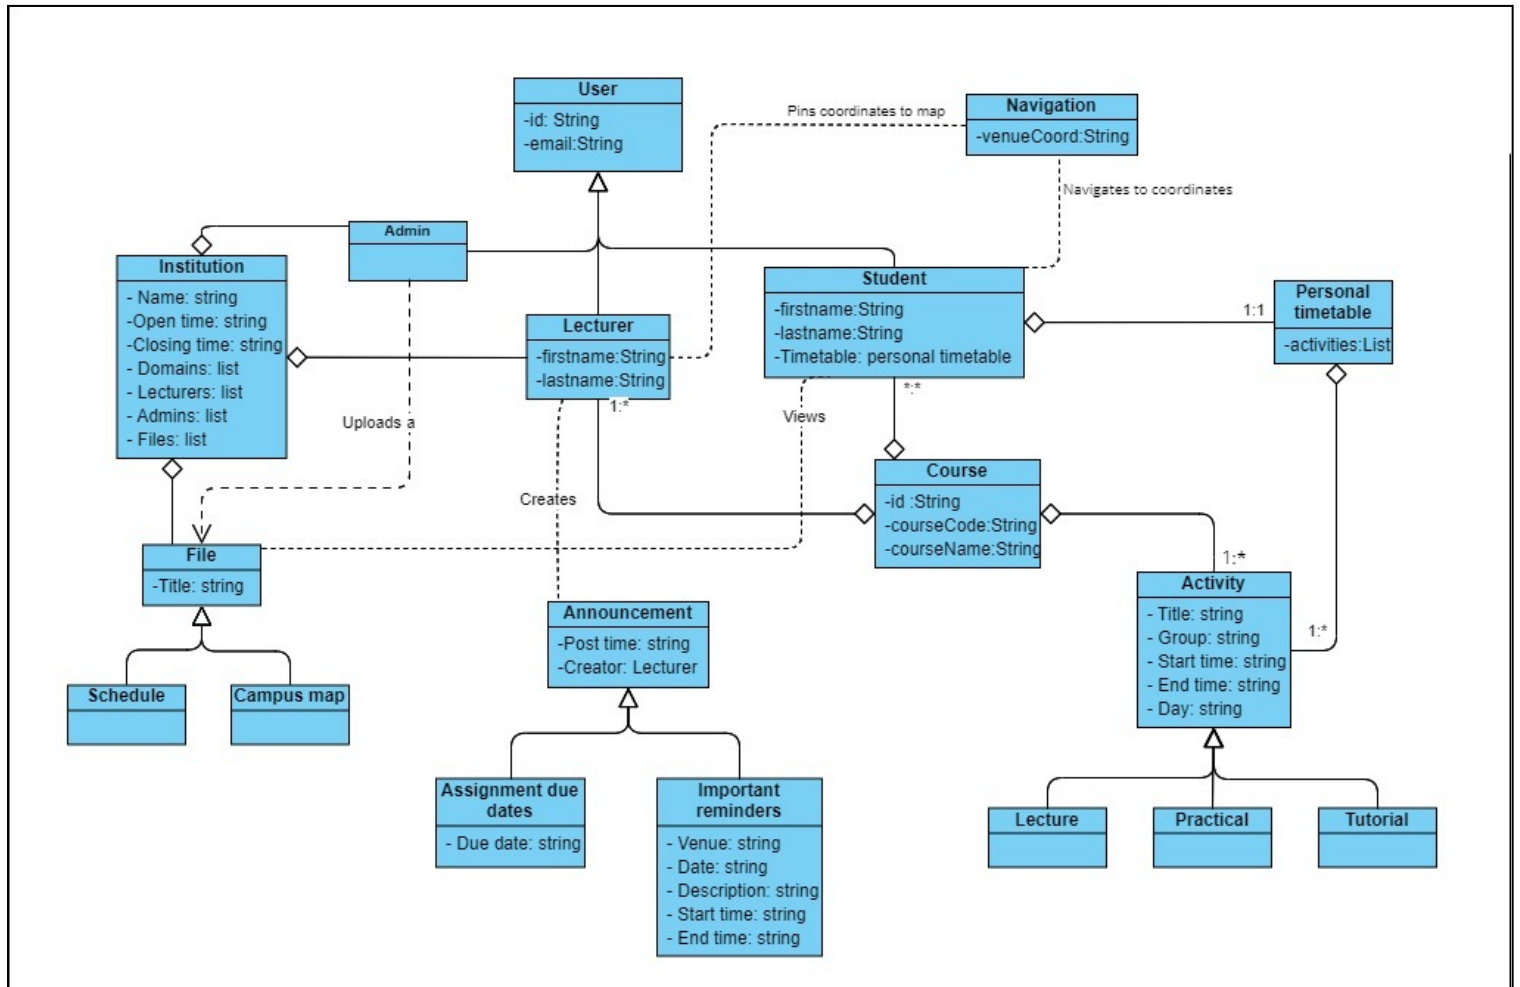 User
-id: String
-email:String
Pins coordinates to map
Navigation
-venueCoord:String
Navigates to coordinates
Admin
Institution
- Name: string
-Open time: string
-Closing time: string
- Domains: list
- Lecturers: list
- Admins: list
- Files: list
Lecturer
-firstname:String
-lastname:String
1:*
Student
-firstname:String
-lastname:String
-Timetable: personal timetable
*:*
1:1
Personal
timetable
-activities:List
Uploads a
Views
Creates
Course
-id :String
-courseCode:String
-courseName:String
1:*
1:*
File
-Title: string
Schedule
Campus map
Announcement
-Post time: string
-Creator: Lecturer
Assignment due
dates
- Due date: string
Important
reminders
- Venue: string
- Date: string
- Description: string
- Start time: string
- End time: string
Activity
- Title: string
- Group: string
- Start time: string
- End time: string
- Day: string
Lecture
Practical
Tutorial